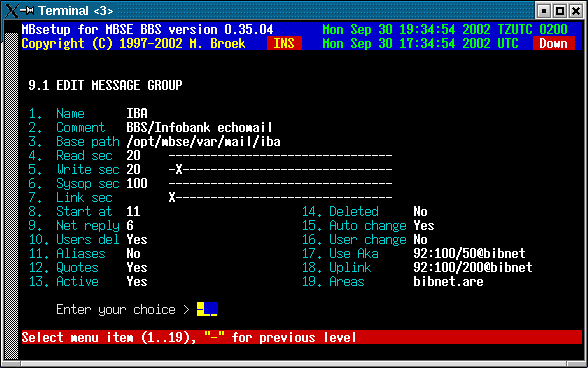 Terminal <3>
MBsetup for MBSE BBS version 0.35.04 Mon Sep 30 19:34:54 2002 TZUTC 0200
Copyright (C) 1997-2002 M. Broek INS Mon Sep 30 17:34:54 2002 UTC Down
9.1 EDIT MESSAGE GROUP
1. Name IBA
2. Comment BBS/Infobank echomail
3. Base path /opt/mbse/var/mail/iba
4. Read sec 20 --------------------------------
5. Write sec 20 -X------------------------------
6. Sysop sec 100 --------------------------------
7. Link sec X-------------------------------
8. Start at 11 14. Deleted No
9. Net reply 6 15. Auto change Yes
10. Users del Yes 16. User change No
11. Aliases No 17. Use Aka 92:100/50@bibnet
12. Quotes Yes 18. Uplink 92:100/200@bibnet
13. Active Yes 19. Areas bibnet.are
Enter your choice > -
Select menu item (1..19), "-" for previous level